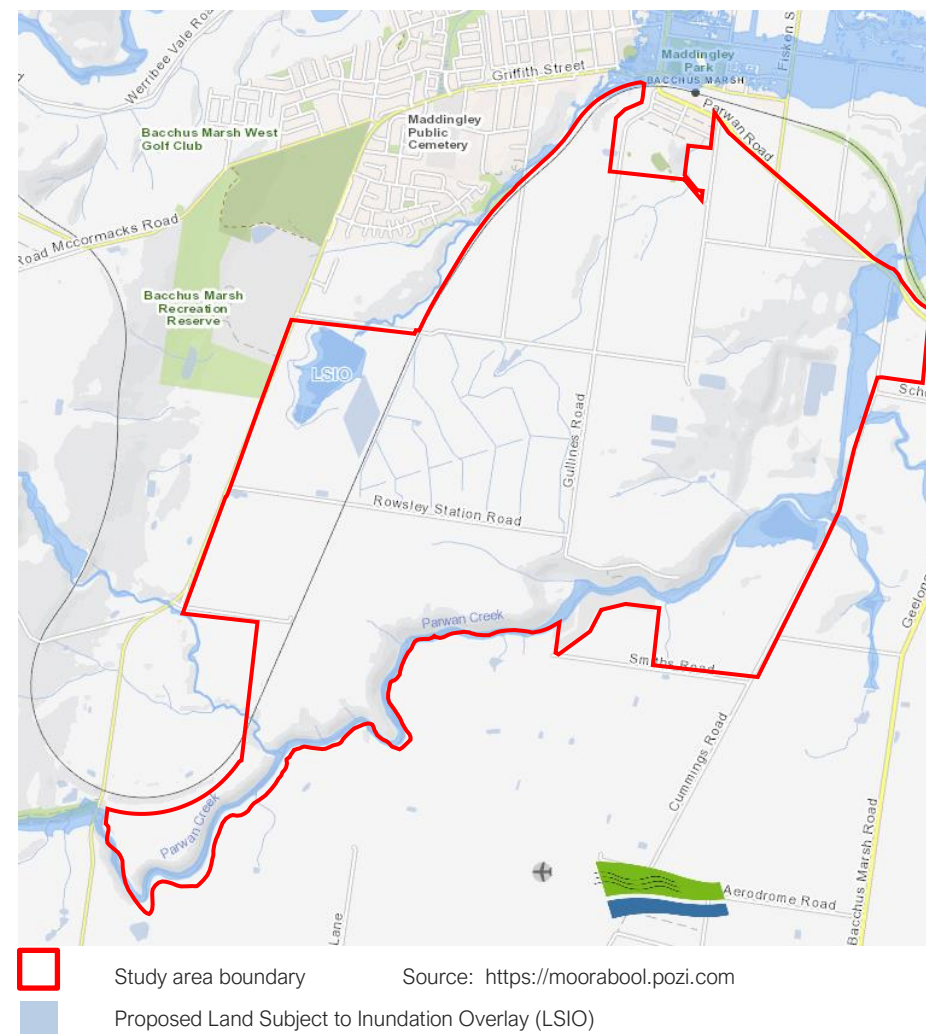 Werribee Vale Roa
Fisken S
Maddingley
Park
BACCHUS MARSH
Griffith Street
Parwan Road
Maddingley
Public
Cemetery
Bacchus Marsh West
Golf Club
Road Mccormacks Road
Bacchus Marsh
Recreation
Reserve
LSIO
Gullines Road
Scho
Rowsley Station Road
Geelong
Parwan Creek
Smiths Road
Cummings Road
Parwan Creek
Bacchus Marsh Road
Aerodrome Road
Lane
Study area boundary Source: https://moorabool.pozi.com
Proposed Land Subject to Inundation Overlay (LSIO)